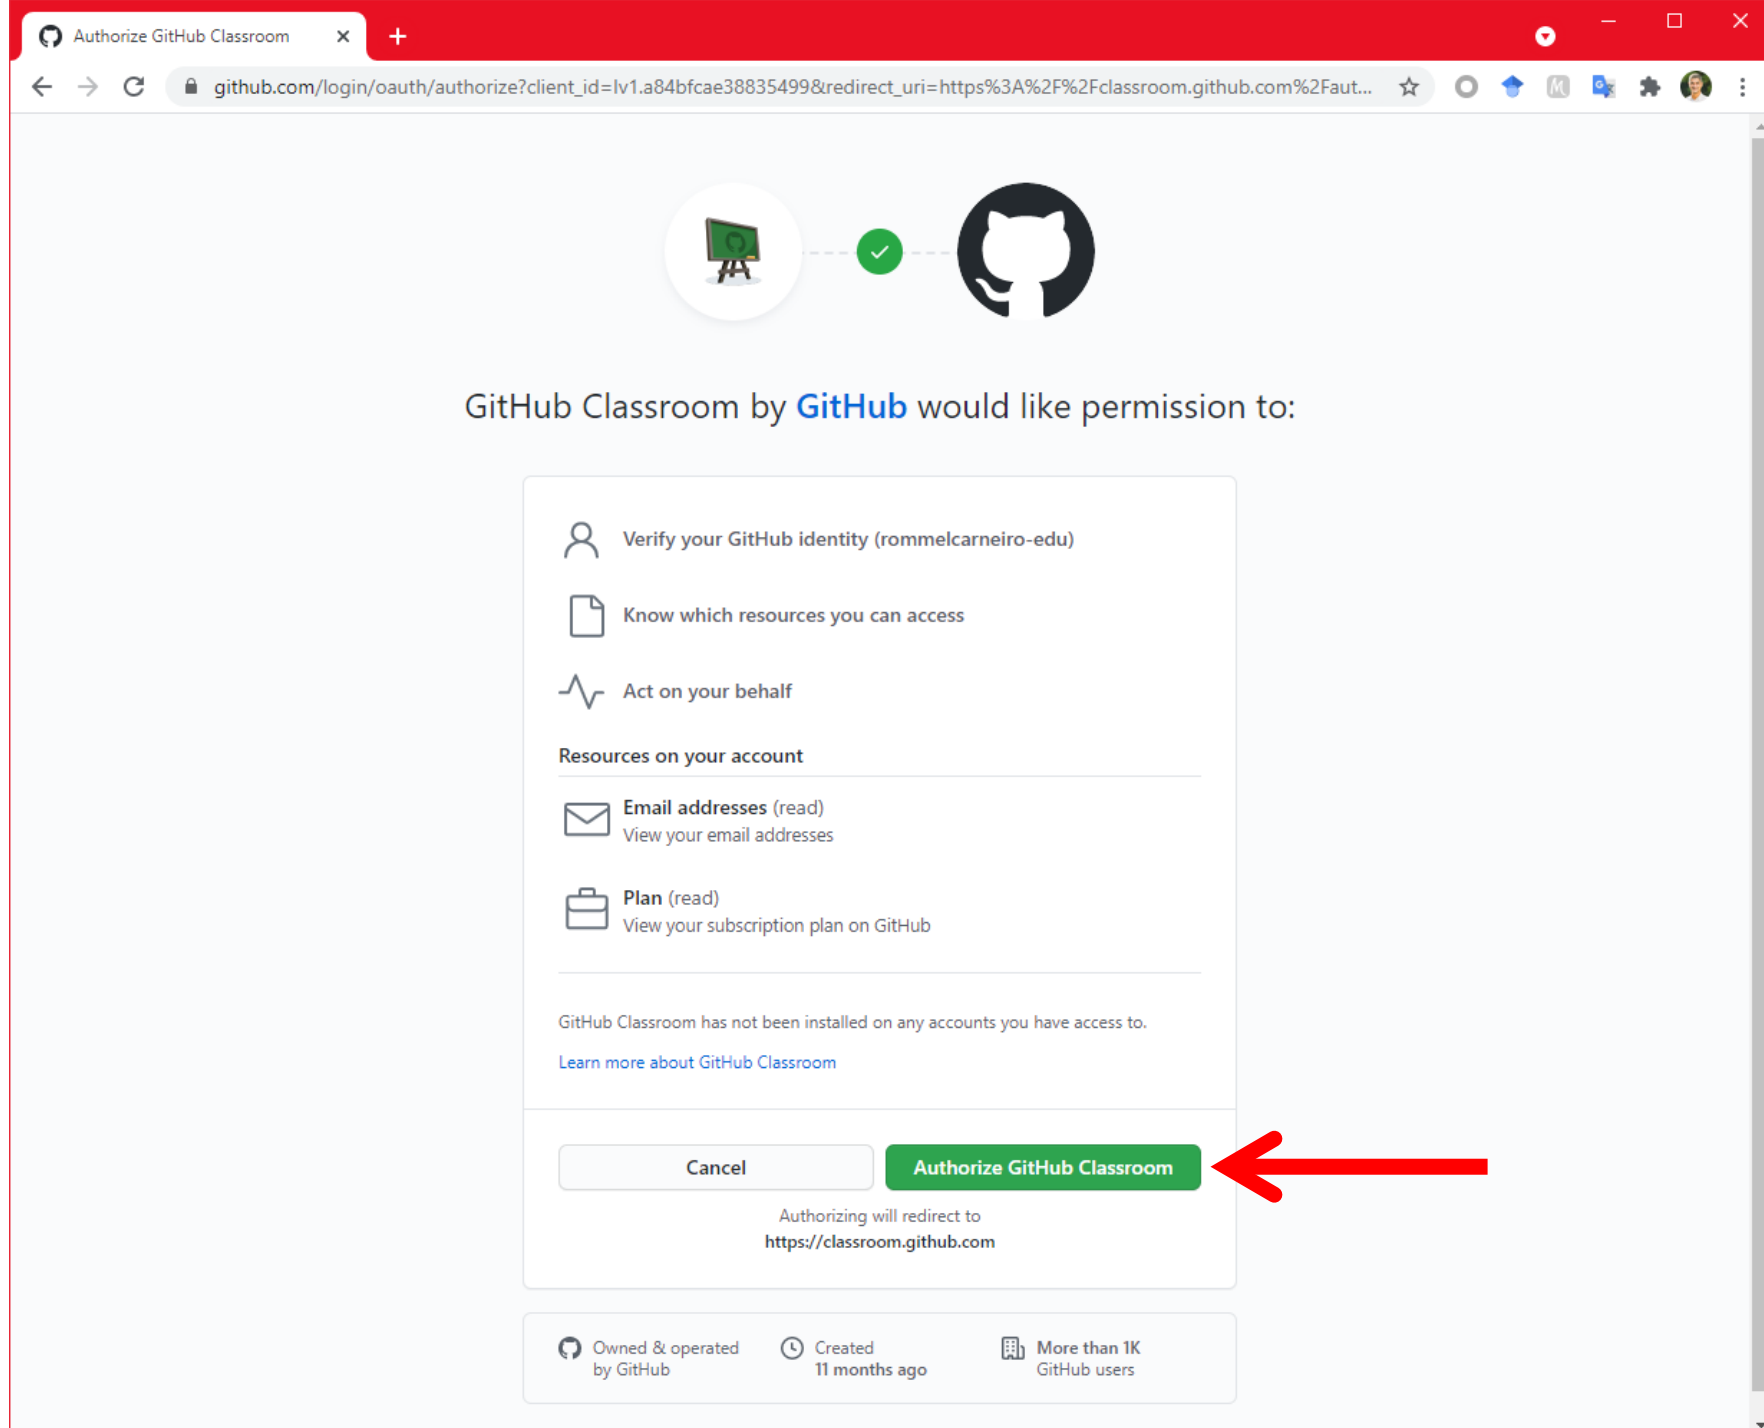 Authorize GitHub Classroom
github.com/login/oauth/authorize?client_id=Iv1.a84bfcae38835499&redirect_uri=https%3A%2F%2Fclassroom.github.com%2Faut...
GitHub Classroom by GitHub would like permission to:
Verify your GitHub identity (rommelcarneiro-edu)
Know which resources you can access
Act on your behalf
Resources on your account
Email addresses (read)
View your email addresses
Plan (read)
View your subscription plan on GitHub
GitHub Classroom has not been installed on any accounts you have access to.
Learn more about GitHub Classroom
Cancel
Authorize GitHub Classroom
Authorizing will redirect to
https://classroom.github.com
Owned & operated
by GitHub
Created
11 months ago
More than 1K
GitHub users